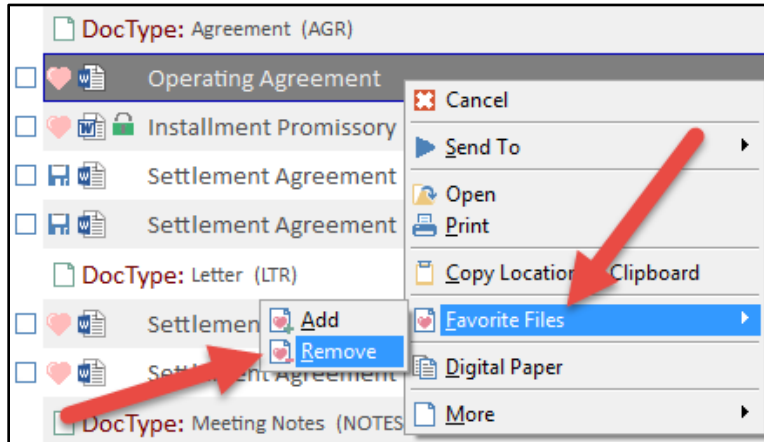 DocType: Agreement (AGR)
Operating Agreement
Cancel
Installment Promissory
Send To
Settlement Agreement
Open
Settlement Agreement
Print
DocType: Letter (LTR)
Copy Location Clipboard
Settlemen
Add
Favorite Files
Remove
Agreement
Digital Paper
DocType: Meeting Notes (NOTES
More